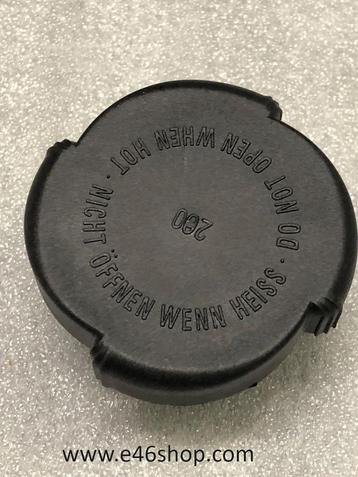 DO NOT OPEN WHEN HOT · NICHT ÖFFNEN WENN HEISS ·
200
www.e46shop.com